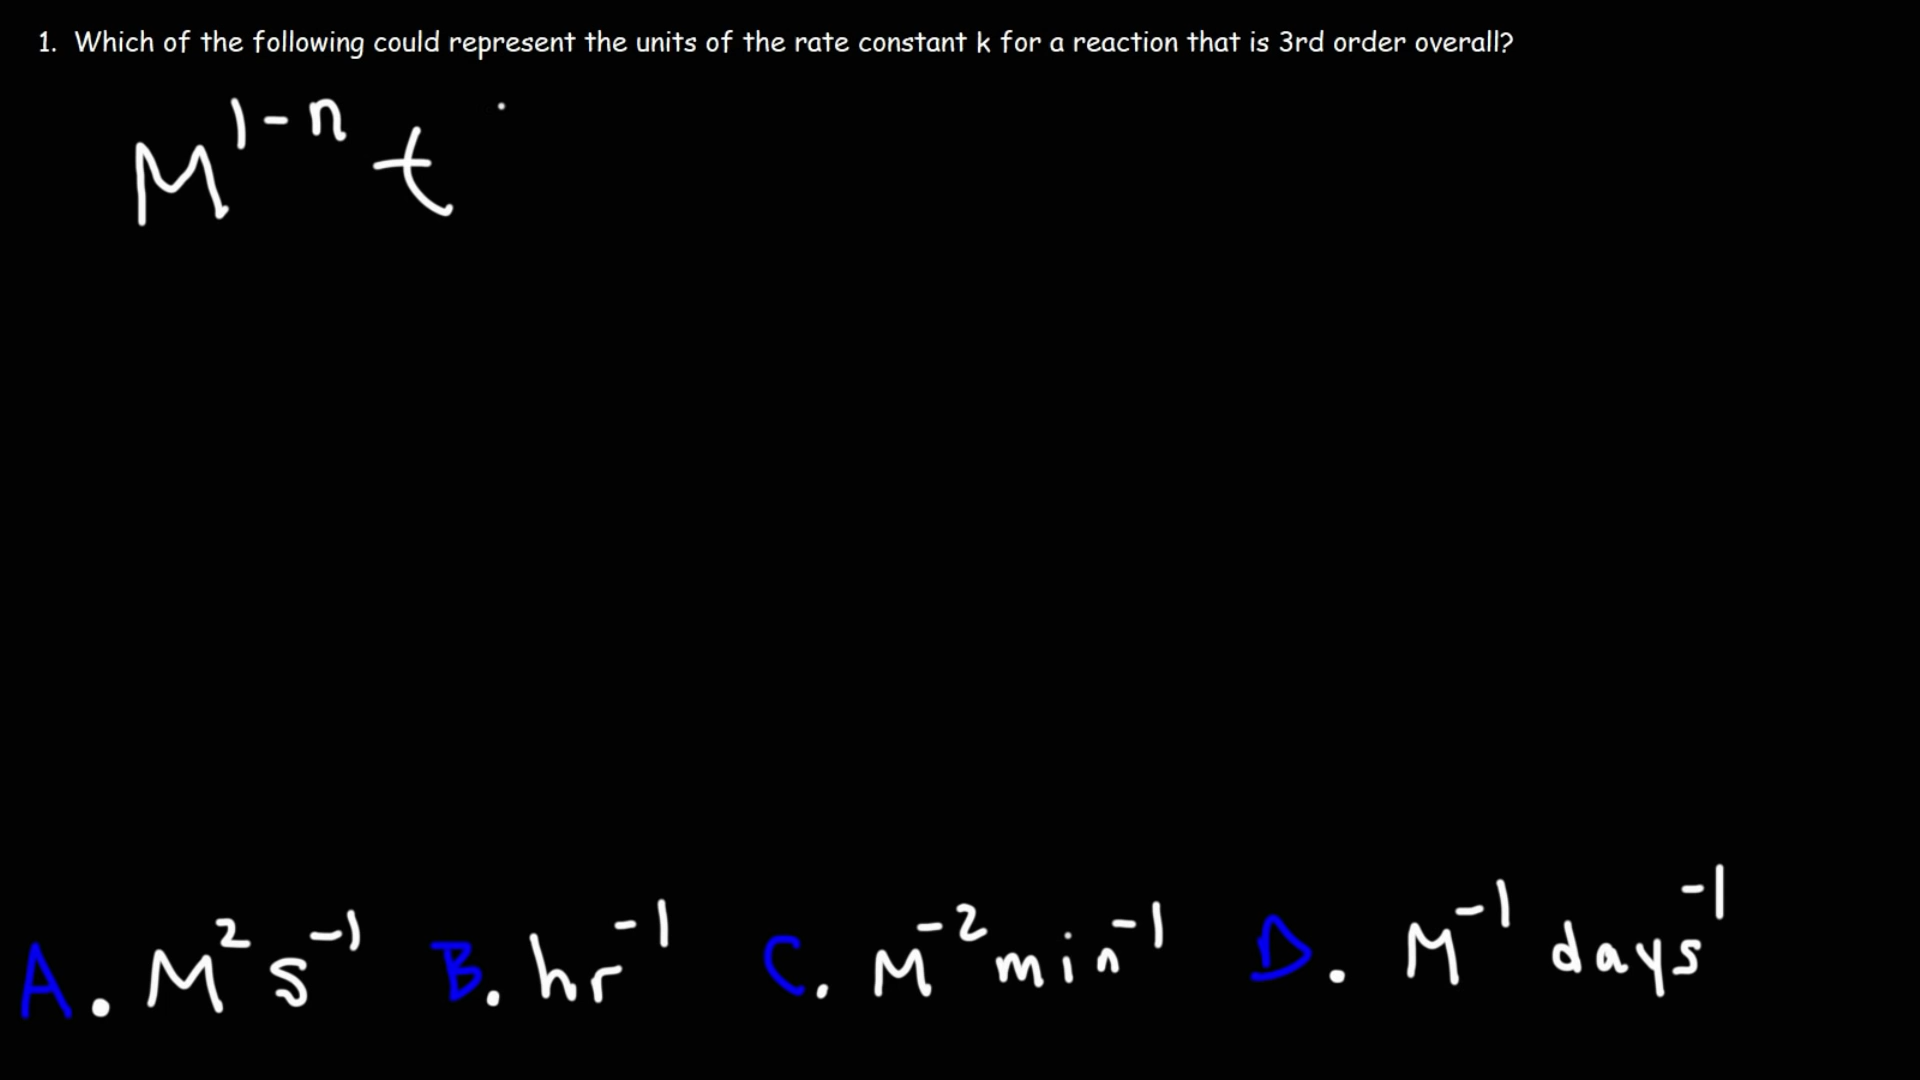 1. Which of the following could represent the units of the rate constant k for a reaction that is 3rd order overall?
M¹⁻ⁿ t
A. M² s⁻¹ B. hr⁻¹ C. M⁻² min⁻¹ D. M⁻¹ days⁻¹